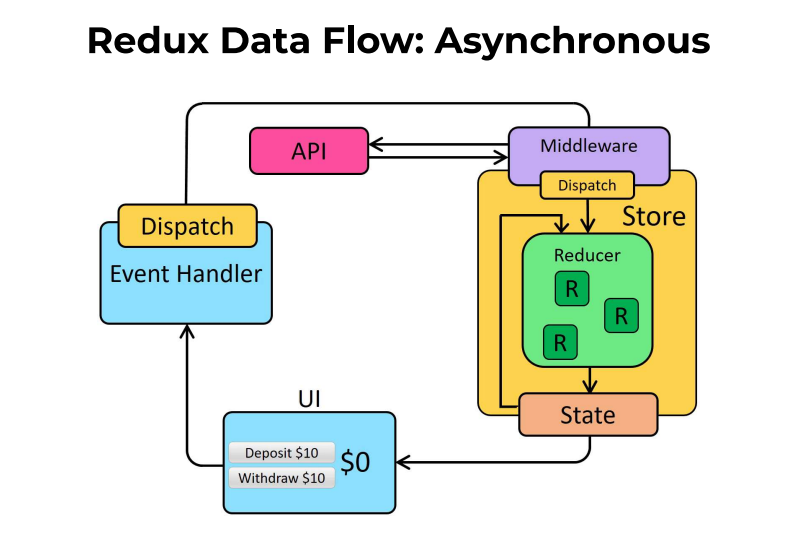 Redux Data Flow: Asynchronous
API
Middleware
Dispatch
Store
Dispatch
Event Handler
Reducer
R
R
R
State
UI
Deposit $10
Withdraw $10
$0